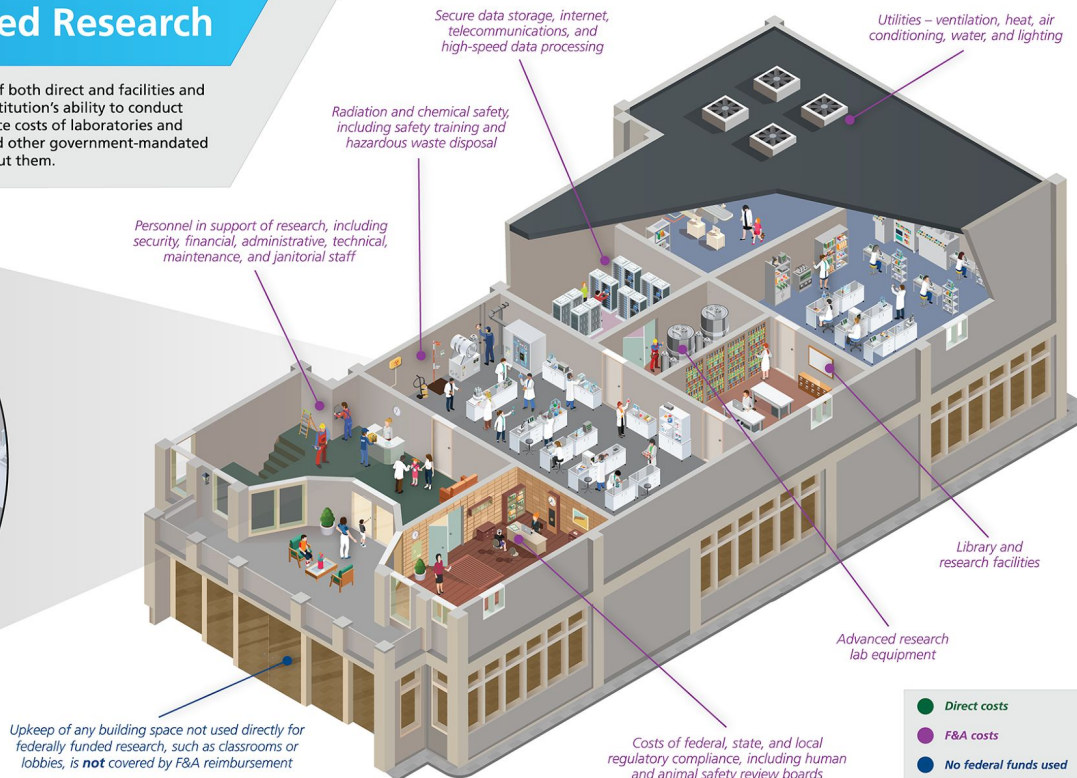 ed Research
f both direct and facilities and
titution's ability to conduct
ce costs of laboratories and
d other government-mandated
ut them.
Secure data storage, internet,
telecommunications, and
high-speed data processing
Utilities – ventilation, heat, air
conditioning, water, and lighting
Radiation and chemical safety,
including safety training and
hazardous waste disposal
Personnel in support of research, including
security, financial, administrative, technical,
maintenance, and janitorial staff
Library and
research facilities
Advanced research
lab equipment
Upkeep of any building space not used directly for
federally funded research, such as classrooms or
lobbies, is not covered by F&A reimbursement
Costs of federal, state, and local
regulatory compliance, including human
and animal safety review boards
Direct costs
F&A costs
No federal funds used